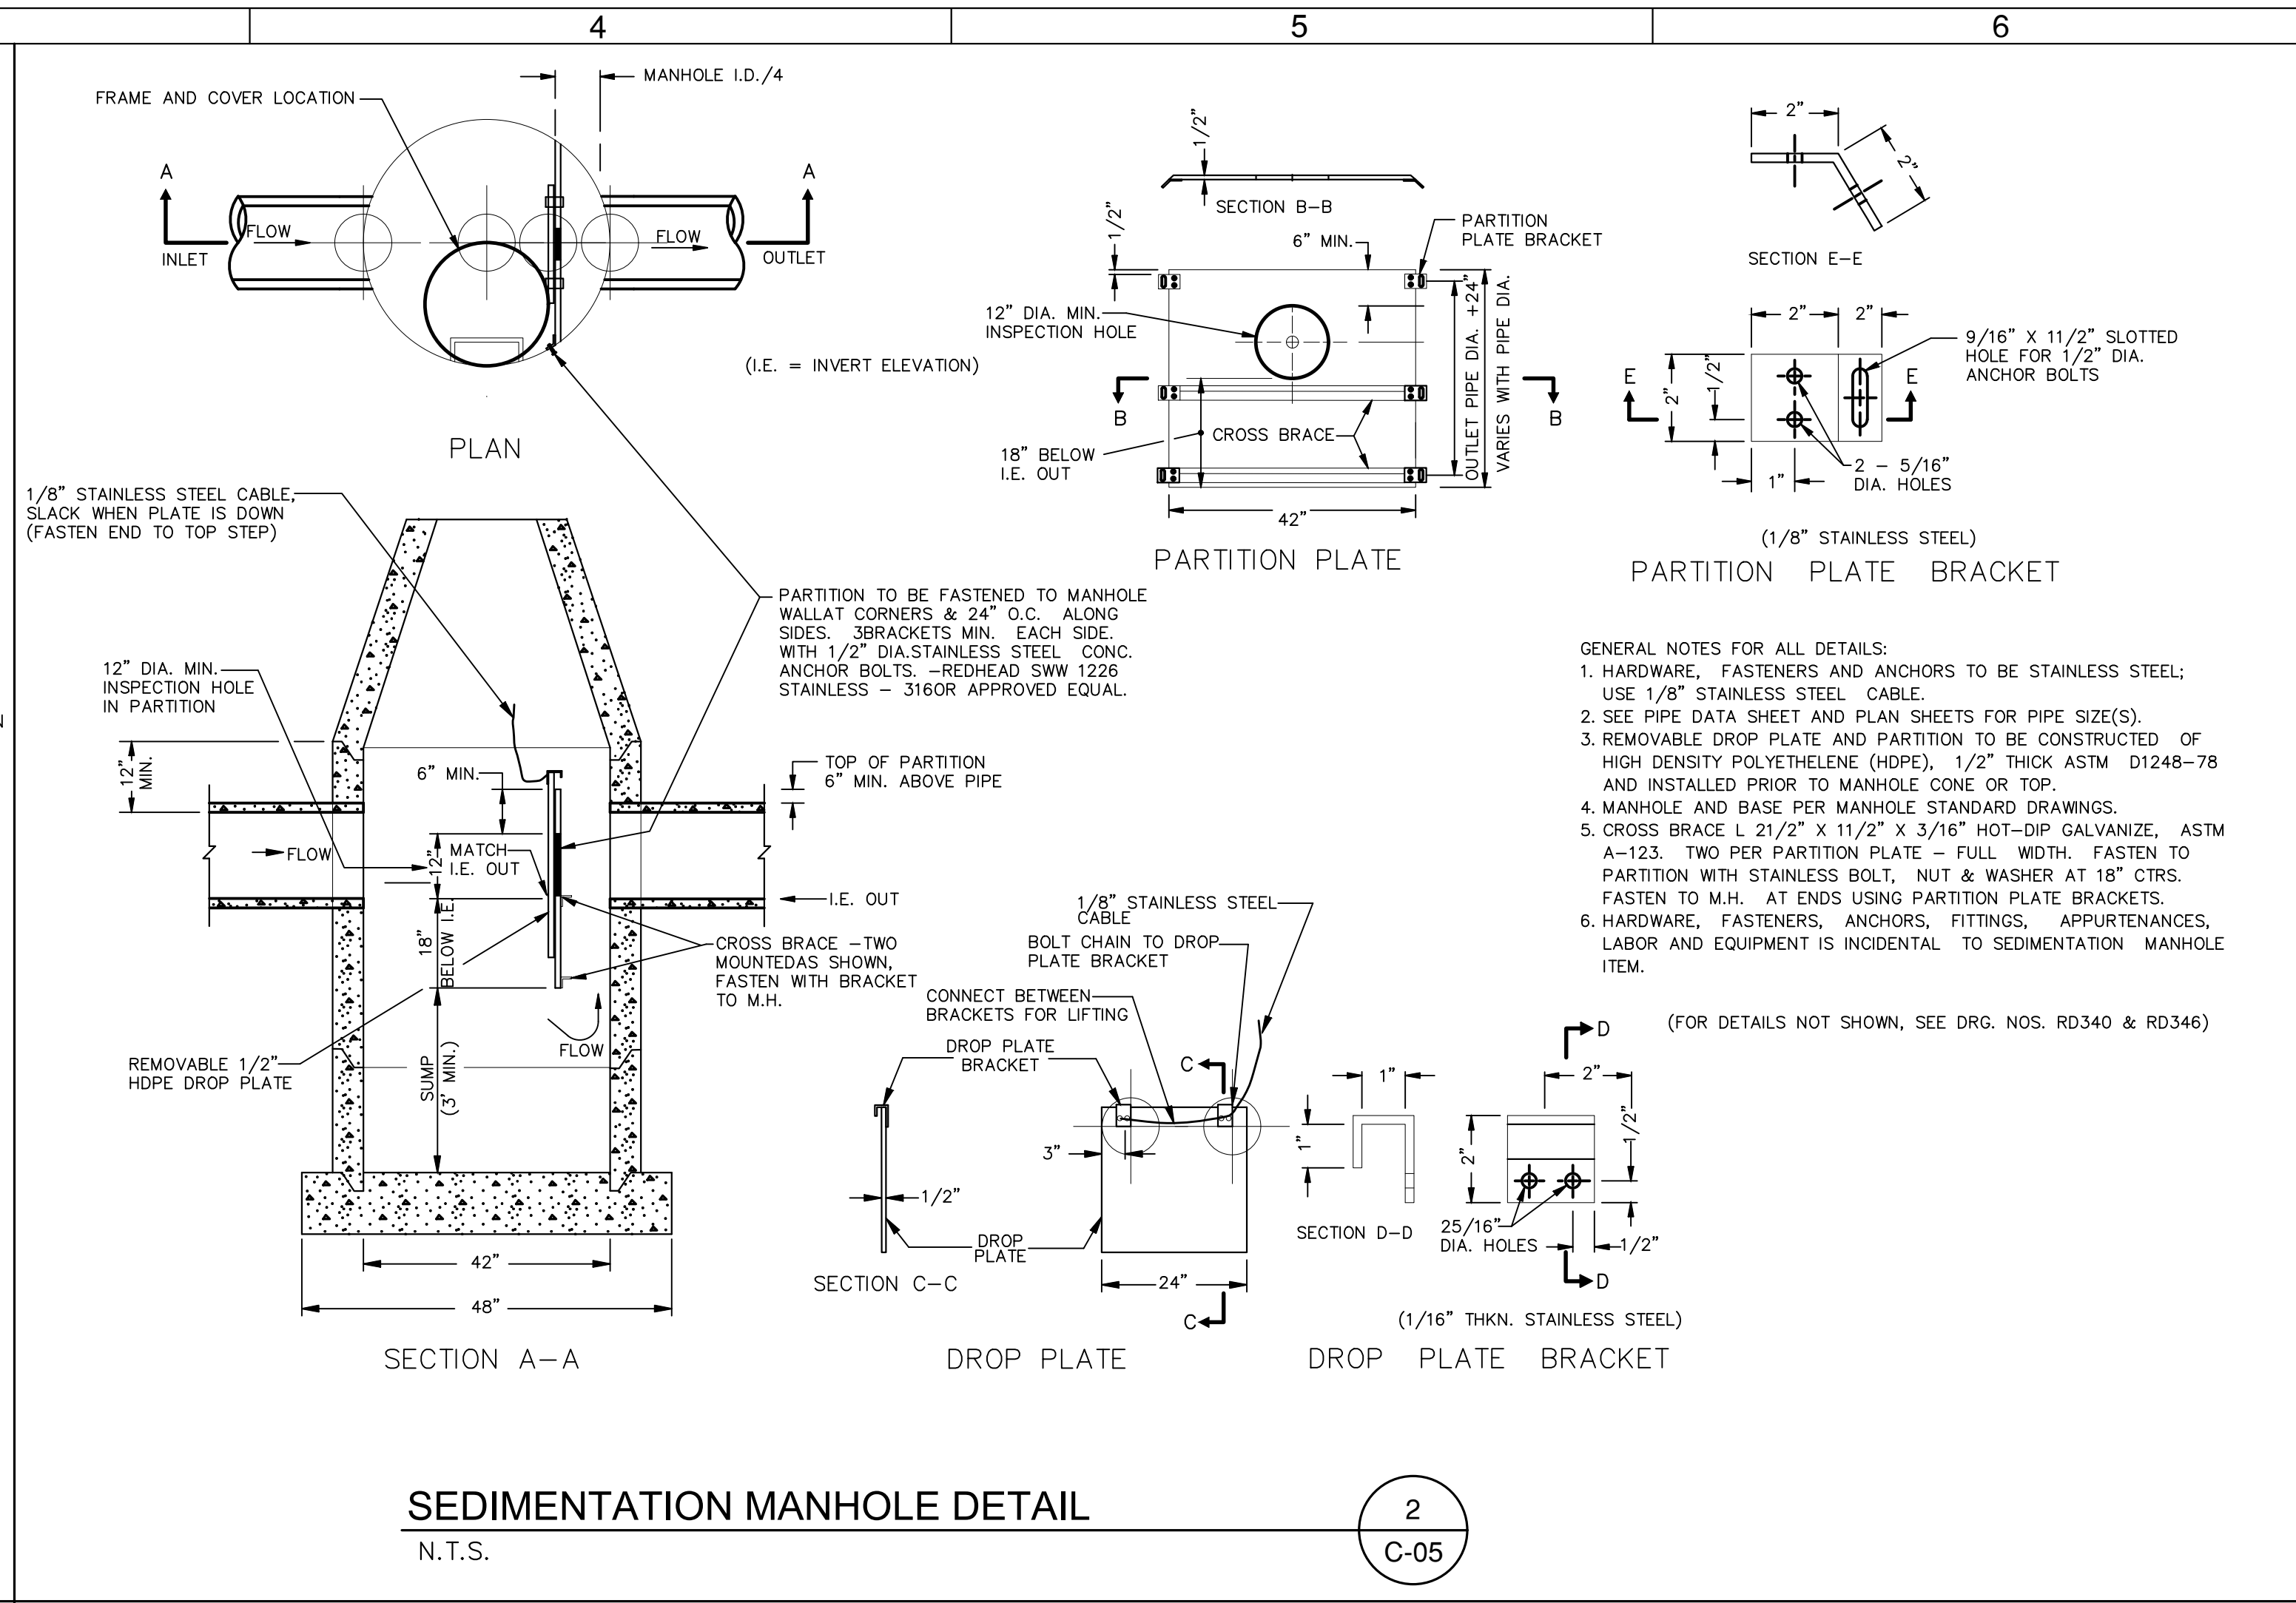 4
5
6
MANHOLE I.D./4
FRAME AND COVER LOCATION
A
A
FLOW
FLOW
INLET
OUTLET
(I.E. = INVERT ELEVATION)
PLAN
1/2"
SECTION B-B
1/2"
6" MIN.
PARTITION
PLATE BRACKET
12" DIA. MIN.
INSPECTION HOLE
B
B
CROSS BRACE
18" BELOW
I.E. OUT
OUTLET PIPE DIA. +24"
VARIES WITH PIPE DIA.
42"
PARTITION PLATE
2"
2"
SECTION E-E
2"
2"
9/16" X 11/2" SLOTTED
HOLE FOR 1/2" DIA.
ANCHOR BOLTS
E
E
2"
1/2"
1"
2 - 5/16"
DIA. HOLES
(1/8" STAINLESS STEEL)
PARTITION PLATE BRACKET
1/8" STAINLESS STEEL CABLE,
SLACK WHEN PLATE IS DOWN
(FASTEN END TO TOP STEP)
PARTITION TO BE FASTENED TO MANHOLE
WALLAT CORNERS & 24" O.C. ALONG
SIDES. 3BRACKETS MIN. EACH SIDE.
WITH 1/2" DIA.STAINLESS STEEL CONC.
ANCHOR BOLTS. -REDHEAD SWW 1226
STAINLESS - 316OR APPROVED EQUAL.
12" DIA. MIN.
INSPECTION HOLE
IN PARTITION
12"
MIN.
6" MIN.
TOP OF PARTITION
6" MIN. ABOVE PIPE
FLOW
12"
MATCH
I.E. OUT
I.E. OUT
18"
BELOW I.E.
CROSS BRACE -TWO
MOUNTEDAS SHOWN,
FASTEN WITH BRACKET
TO M.H.
FLOW
REMOVABLE 1/2"
HDPE DROP PLATE
SUMP
(3' MIN.)
42"
48"
SECTION A-A
GENERAL NOTES FOR ALL DETAILS:
1. HARDWARE, FASTENERS AND ANCHORS TO BE STAINLESS STEEL;
USE 1/8" STAINLESS STEEL CABLE.
2. SEE PIPE DATA SHEET AND PLAN SHEETS FOR PIPE SIZE(S).
3. REMOVABLE DROP PLATE AND PARTITION TO BE CONSTRUCTED OF
HIGH DENSITY POLYETHELENE (HDPE), 1/2" THICK ASTM D1248-78
AND INSTALLED PRIOR TO MANHOLE CONE OR TOP.
4. MANHOLE AND BASE PER MANHOLE STANDARD DRAWINGS.
5. CROSS BRACE L 21/2" X 11/2" X 3/16" HOT-DIP GALVANIZE, ASTM
A-123. TWO PER PARTITION PLATE - FULL WIDTH. FASTEN TO
PARTITION WITH STAINLESS BOLT, NUT & WASHER AT 18" CTRS.
FASTEN TO M.H. AT ENDS USING PARTITION PLATE BRACKETS.
6. HARDWARE, FASTENERS, ANCHORS, FITTINGS, APPURTENANCES,
LABOR AND EQUIPMENT IS INCIDENTAL TO SEDIMENTATION MANHOLE
ITEM.
(FOR DETAILS NOT SHOWN, SEE DRG. NOS. RD340 & RD346)
1/8" STAINLESS STEEL
CABLE
BOLT CHAIN TO DROP
PLATE BRACKET
CONNECT BETWEEN
BRACKETS FOR LIFTING
DROP PLATE
BRACKET
C
3"
1/2"
DROP
PLATE
SECTION C-C
24"
C
DROP PLATE
1"
1"
SECTION D-D
D
2"
2"
1/2"
25/16"
DIA. HOLES
1/2"
D
(1/16" THKN. STAINLESS STEEL)
DROP PLATE BRACKET
SEDIMENTATION MANHOLE DETAIL
N.T.S.
2
C-05